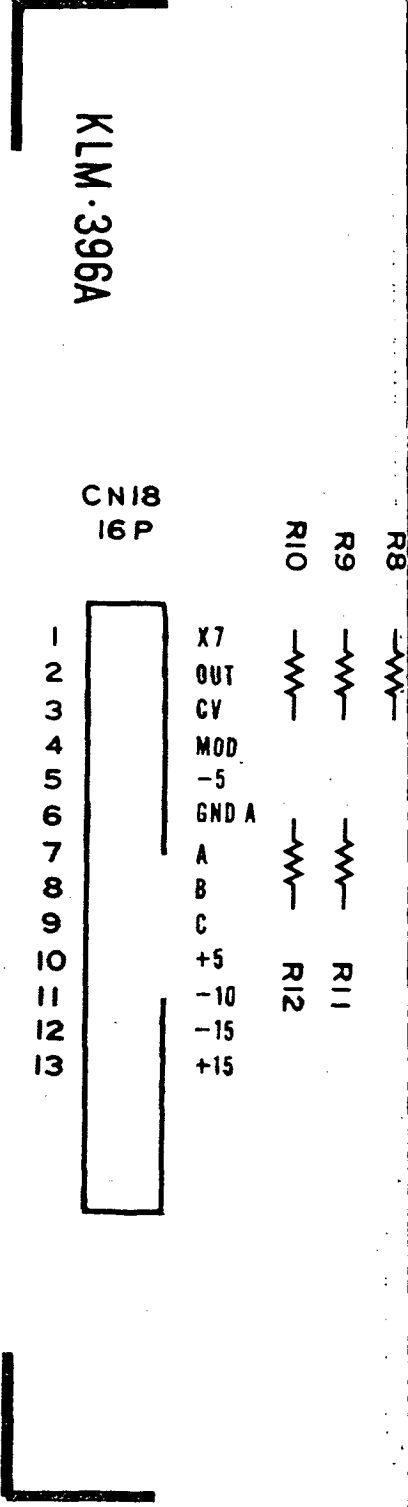 KLM·396A
CN18
16P
R10 R9 R8
1 X7
2 OUT
3 CV
4 MOD
5 -5
6 GND A
7 A
8 B
9 C
10 +5
11 -10
12 -15
13 +15
R12 R11